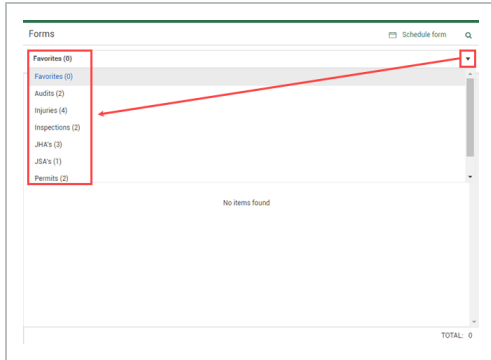 Forms
Schedule form
Favorites (0)
Favorites (0)
Audits (2)
Injuries (4)
Inspections (2)
JHA's (3)
JSA's (1)
Permits (2)
No items found
TOTAL: 0